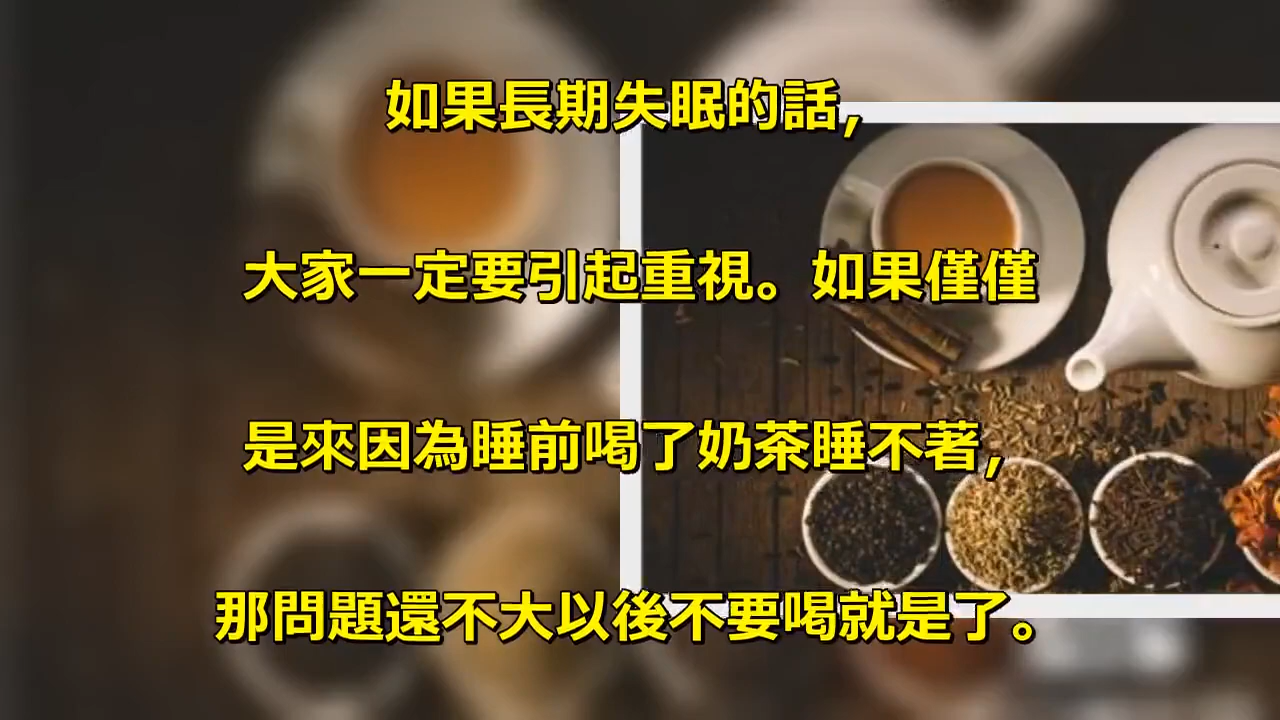 如果長期失眠的話，
大家一定要引起重視。如果僅僅
是來因為睡前喝了奶茶睡不著，
那問題還不大以後不要喝就是了。